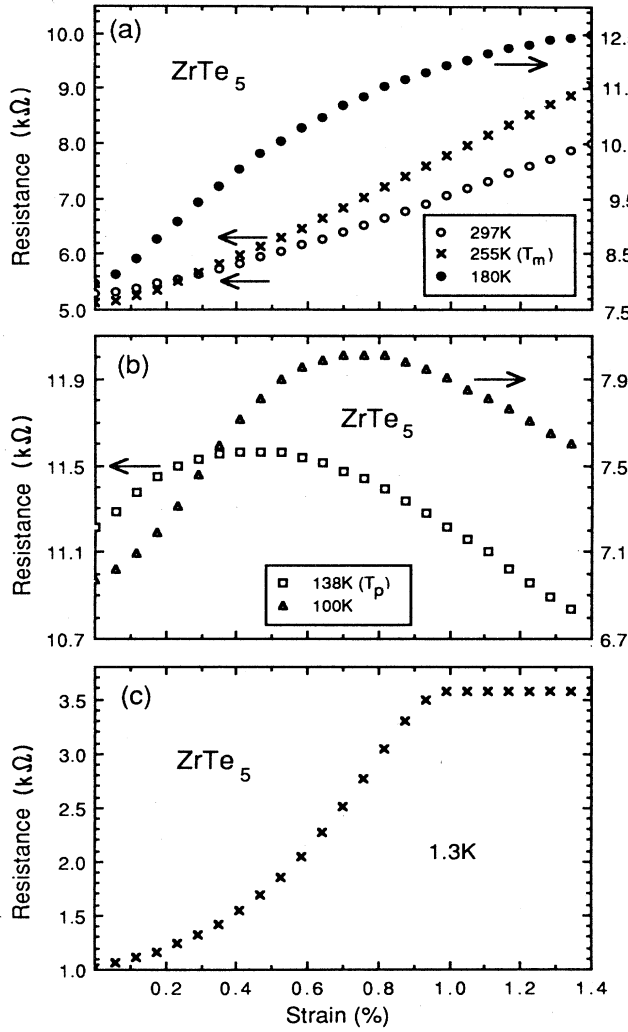 (a)
ZrTe5
Resistance (kΩ)
10.0
9.0
8.0
7.0
6.0
5.0
12.
11.
10.
9.5
8.5
7.5
297K
255K (Tm)
180K
(b)
ZrTe5
Resistance (kΩ)
11.9
11.5
11.1
10.7
7.9
7.5
7.1
6.7
138K (Tp)
100K
(c)
ZrTe5
Resistance (kΩ)
3.5
3.0
2.5
2.0
1.5
1.0
1.3K
0.2
0.4
0.6
0.8
1.0
1.2
1.4
Strain (%)